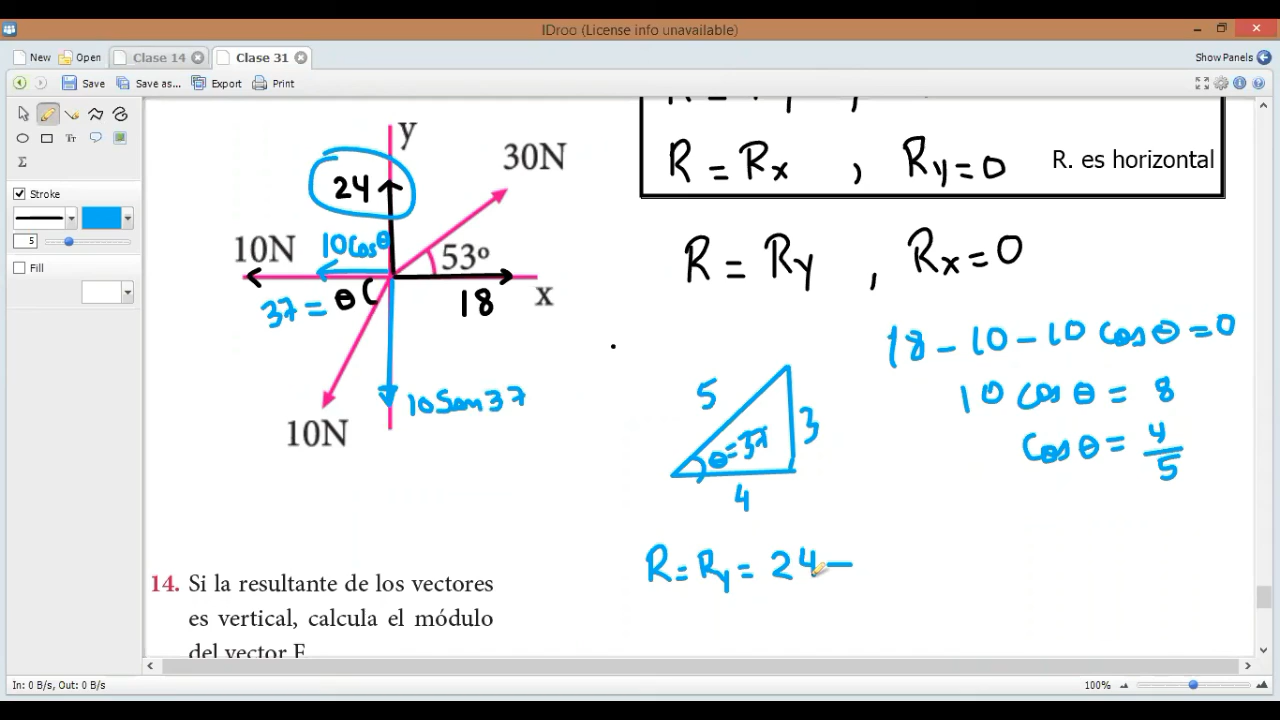 IDroo (License info unavailable)
New Open Clase 14 Clase 31 Show Panels
Save Save as... Export Print
Tr
Σ
Stroke
5
Fill
R = Rx , Ry = 0 R. es horizontal
y
30N
24
10N
10Cosθ
53º
37 = θ
18
x
10Sen37
10N
R = Ry , Rx = 0
18 - 10 - 10 cosθ = 0
10 cosθ = 8
cosθ = 4/5
5
3
θ=37
4
R = Ry = 24 -
14. Si la resultante de los vectores
es vertical, calcula el módulo
del vector F
In: 0 B/s, Out: 0 B/s 100%